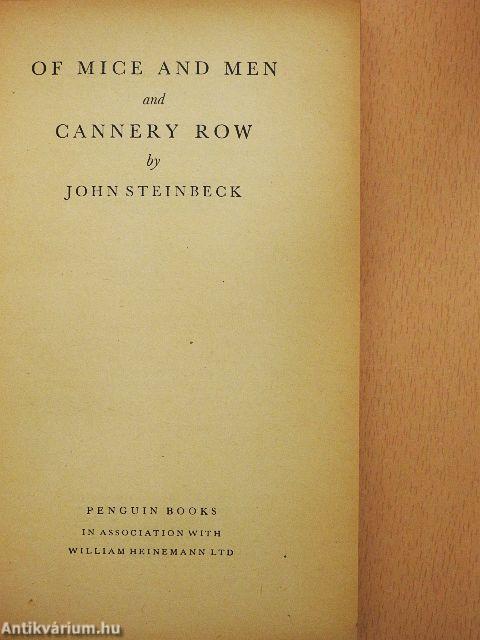 OF MICE AND MEN
and
CANNERY ROW
by
JOHN STEINBECK
PENGUIN BOOKS
IN ASSOCIATION WITH
WILLIAM HEINEMANN LTD
Antikvárium.hu